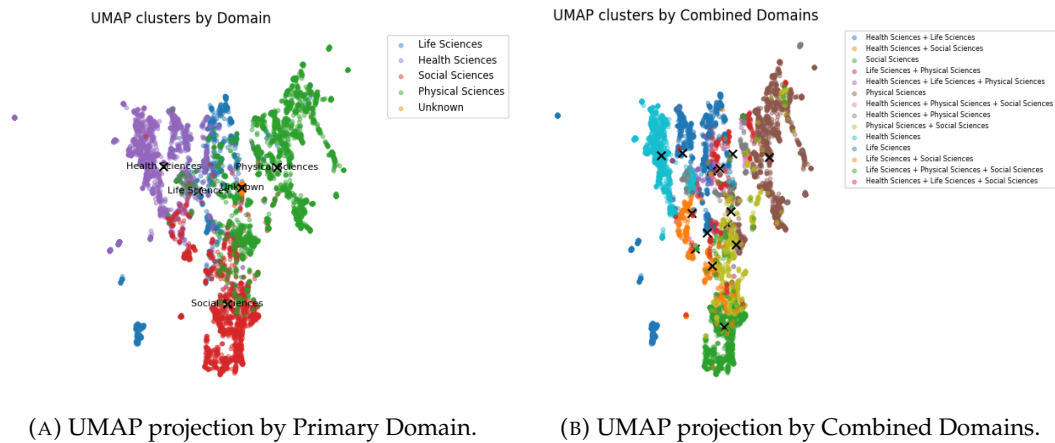 UMAP clusters by Domain
Life Sciences
Health Sciences
Social Sciences
Physical Sciences
Unknown
Health Sciences
Physical Sciences
Life Sciences
Unknown
Social Sciences
(A) UMAP projection by Primary Domain.
UMAP clusters by Combined Domains
Health Sciences + Life Sciences
Health Sciences + Social Sciences
Social Sciences
Life Sciences + Physical Sciences
Health Sciences + Life Sciences + Physical Sciences
Physical Sciences
Health Sciences + Physical Sciences + Social Sciences
Health Sciences + Physical Sciences
Physical Sciences + Social Sciences
Health Sciences
Life Sciences
Life Sciences + Social Sciences
Life Sciences + Physical Sciences + Social Sciences
Health Sciences + Life Sciences + Social Sciences
(B) UMAP projection by Combined Domains.